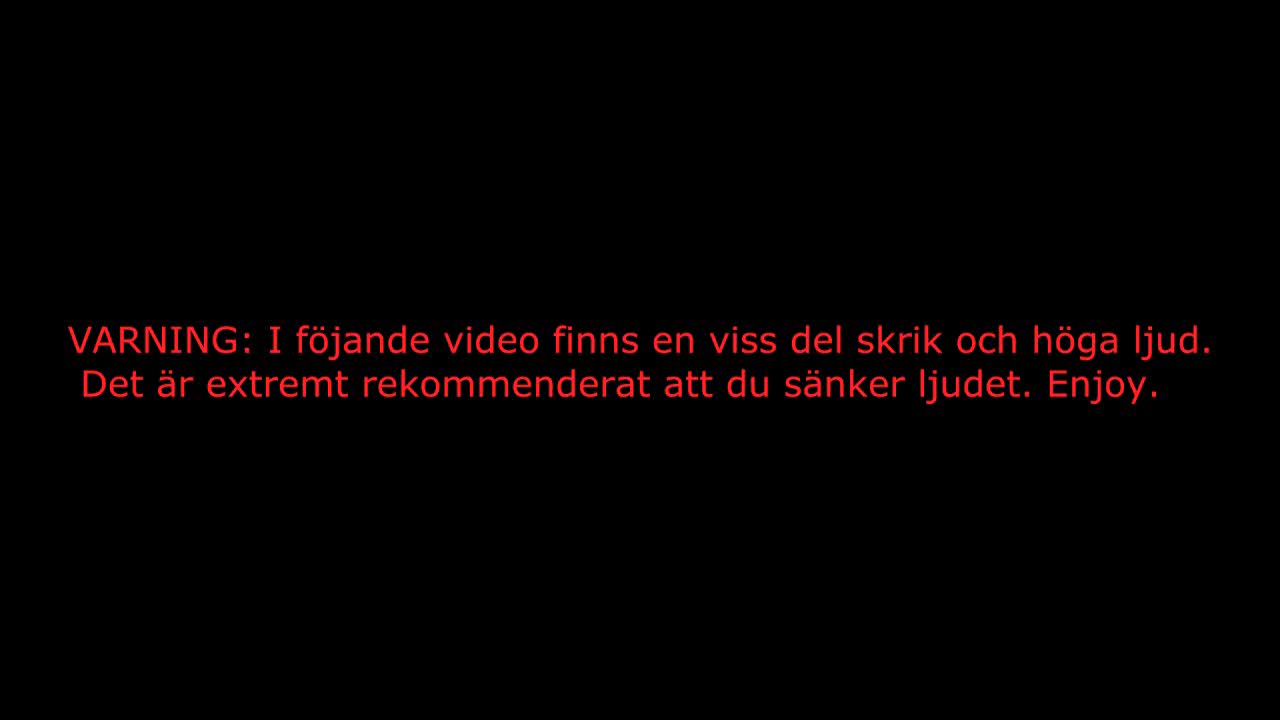 VARNING: I föjande video finns en viss del skrik och höga ljud.
Det är extremt rekommenderat att du sänker ljudet. Enjoy.